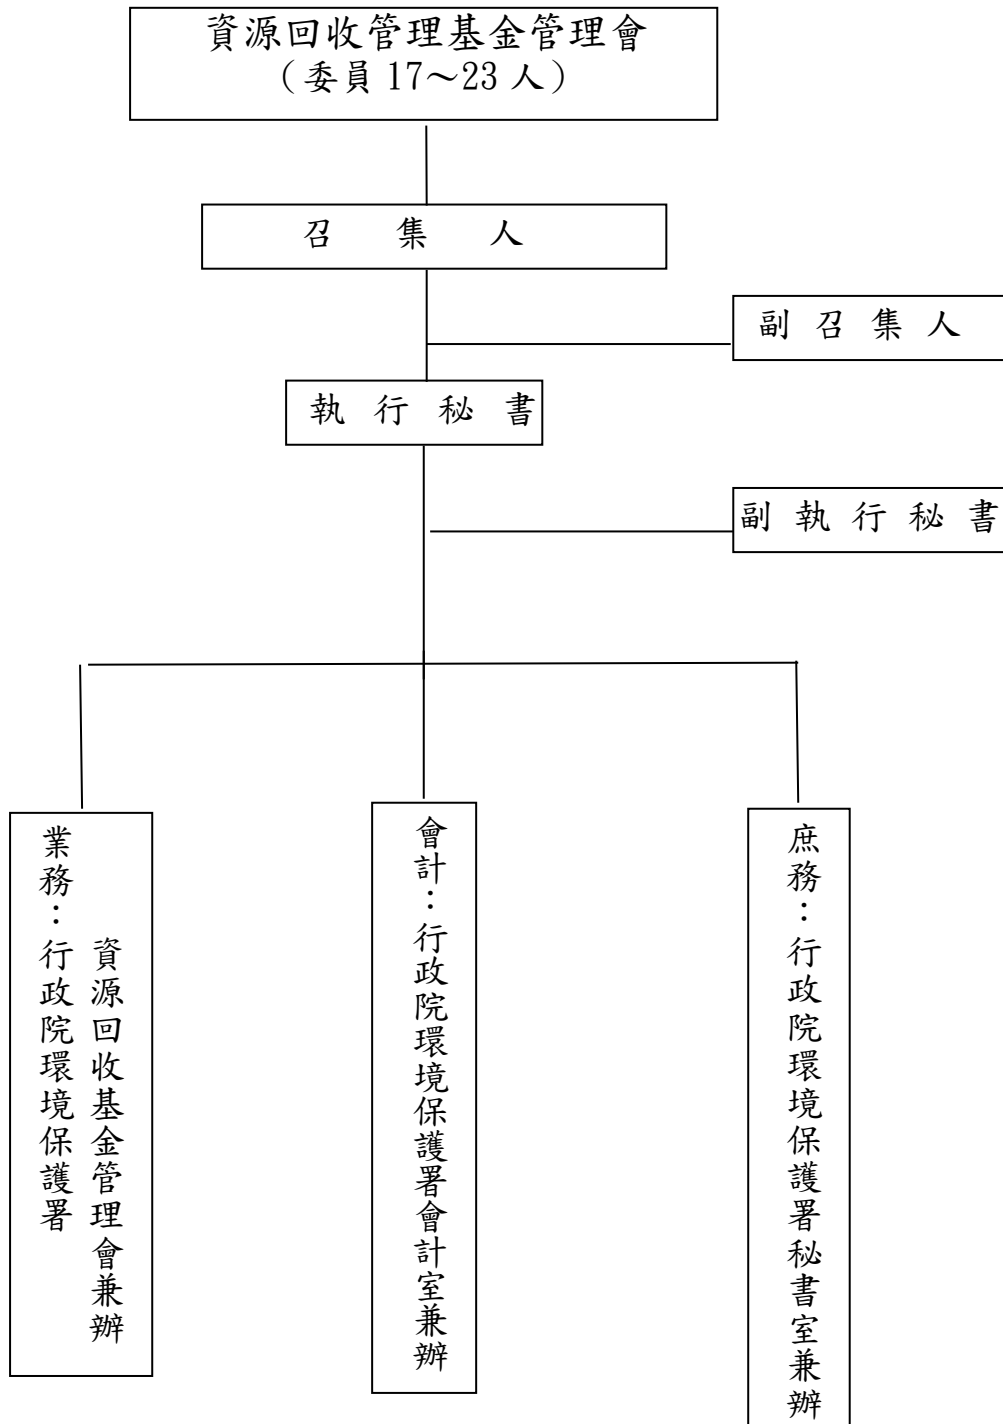 資源回收管理基金管理會
（委員 17～23 人）
召集人
副召集人
執行秘書
副執行秘書
業務：行政院環境保護署
資源回收基金管理會兼辦
會計：行政院環境保護署會計室兼辦
庶務：行政院環境保護署秘書室兼辦